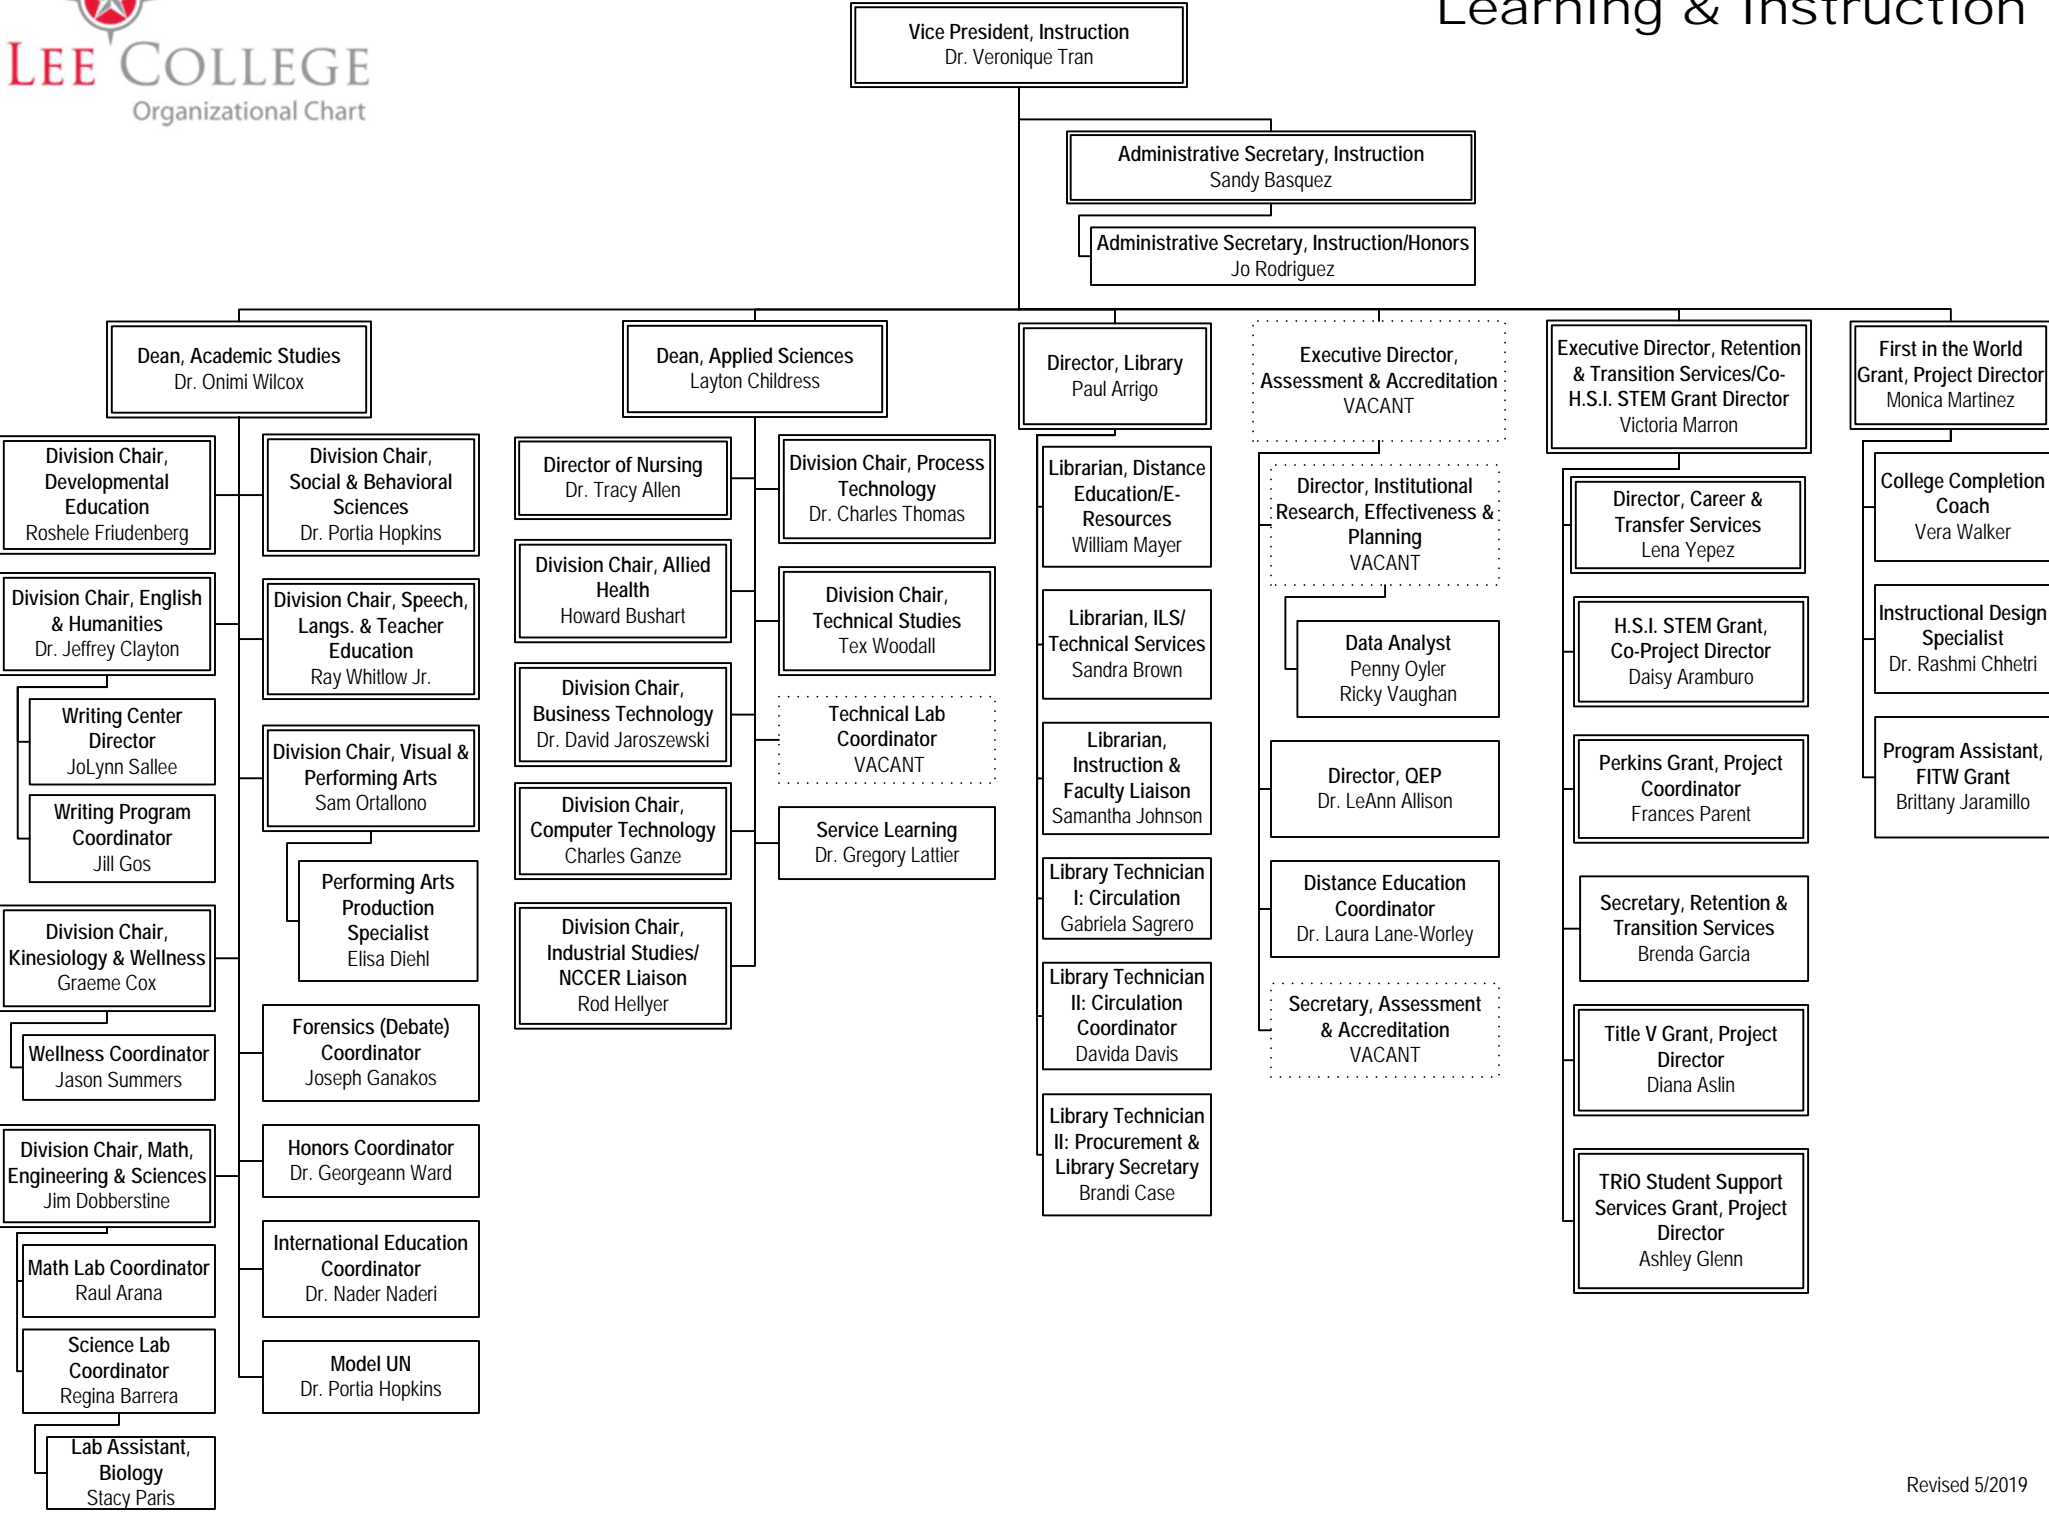 LEE COLLEGE
Organizational Chart
Learning & Instruction
Vice President, Instruction
Dr. Veronique Tran
Administrative Secretary, Instruction
Sandy Basquez
Administrative Secretary, Instruction/Honors
Jo Rodriguez
Dean, Academic Studies
Dr. Onimi Wilcox
Division Chair,
Developmental
Education
Roshele Friudenberg
Division Chair, English
& Humanities
Dr. Jeffrey Clayton
Writing Center
Director
JoLynn Sallee
Writing Program
Coordinator
Jill Gos
Division Chair,
Kinesiology & Wellness
Graeme Cox
Wellness Coordinator
Jason Summers
Division Chair, Math,
Engineering & Sciences
Jim Dobberstine
Math Lab Coordinator
Raul Arana
Science Lab
Coordinator
Regina Barrera
Lab Assistant,
Biology
Stacy Paris
Division Chair,
Social & Behavioral
Sciences
Dr. Portia Hopkins
Division Chair, Speech,
Langs. & Teacher
Education
Ray Whitlow Jr.
Division Chair, Visual &
Performing Arts
Sam Ortallono
Performing Arts
Production
Specialist
Elisa Diehl
Forensics (Debate)
Coordinator
Joseph Ganakos
Honors Coordinator
Dr. Georgeann Ward
International Education
Coordinator
Dr. Nader Naderi
Model UN
Dr. Portia Hopkins
Dean, Applied Sciences
Layton Childress
Director of Nursing
Dr. Tracy Allen
Division Chair, Allied
Health
Howard Bushart
Division Chair,
Business Technology
Dr. David Jaroszewski
Division Chair,
Computer Technology
Charles Ganze
Division Chair,
Industrial Studies/
NCCER Liaison
Rod Hellyer
Division Chair, Process
Technology
Dr. Charles Thomas
Division Chair,
Technical Studies
Tex Woodall
Technical Lab
Coordinator
VACANT
Service Learning
Dr. Gregory Lattier
Director, Library
Paul Arrigo
Librarian, Distance
Education/E-
Resources
William Mayer
Librarian, ILS/
Technical Services
Sandra Brown
Librarian,
Instruction &
Faculty Liaison
Samantha Johnson
Library Technician
I: Circulation
Gabriela Sagrero
Library Technician
II: Circulation
Coordinator
Davida Davis
Library Technician
II: Procurement &
Library Secretary
Brandi Case
Executive Director,
Assessment & Accreditation
VACANT
Director, Institutional
Research, Effectiveness &
Planning
VACANT
Data Analyst
Penny Oyler
Ricky Vaughan
Director, QEP
Dr. LeAnn Allison
Distance Education
Coordinator
Dr. Laura Lane-Worley
Secretary, Assessment
& Accreditation
VACANT
Executive Director, Retention
& Transition Services/Co-
H.S.I. STEM Grant Director
Victoria Marron
Director, Career &
Transfer Services
Lena Yepez
H.S.I. STEM Grant,
Co-Project Director
Daisy Aramburo
Perkins Grant, Project
Coordinator
Frances Parent
Secretary, Retention &
Transition Services
Brenda Garcia
Title V Grant, Project
Director
Diana Aslin
TRiO Student Support
Services Grant, Project
Director
Ashley Glenn
First in the World
Grant, Project Director
Monica Martinez
College Completion
Coach
Vera Walker
Instructional Design
Specialist
Dr. Rashmi Chhetri
Program Assistant,
FITW Grant
Brittany Jaramillo
Revised 5/2019